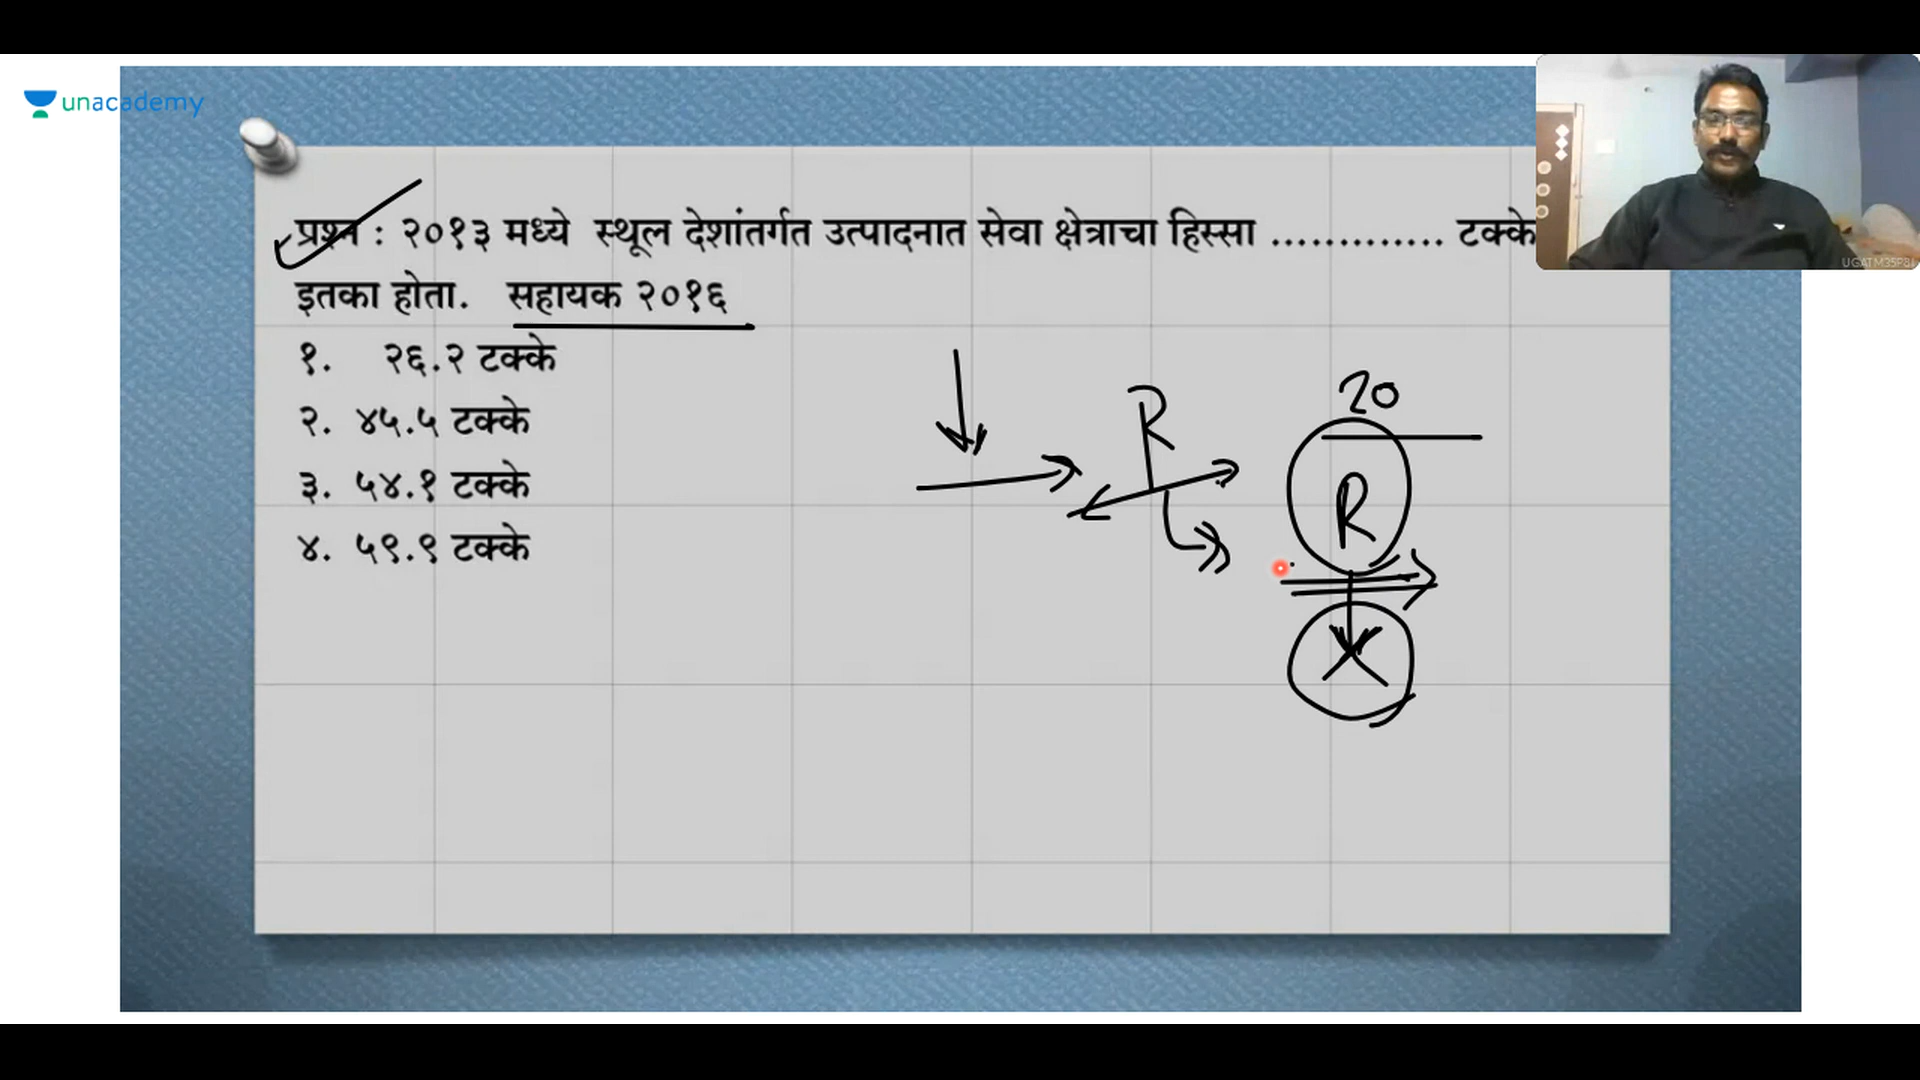 unacademy
प्रश्न : २०१३ मध्ये स्थूल देशांतर्गत उत्पादनात सेवा क्षेत्राचा हिस्सा ............. टक्के
इतका होता. सहायक २०१६
१. २६.२ टक्के
२. ४५.५ टक्के
३. ५४.१ टक्के
४. ५९.९ टक्के
R
20
R
X